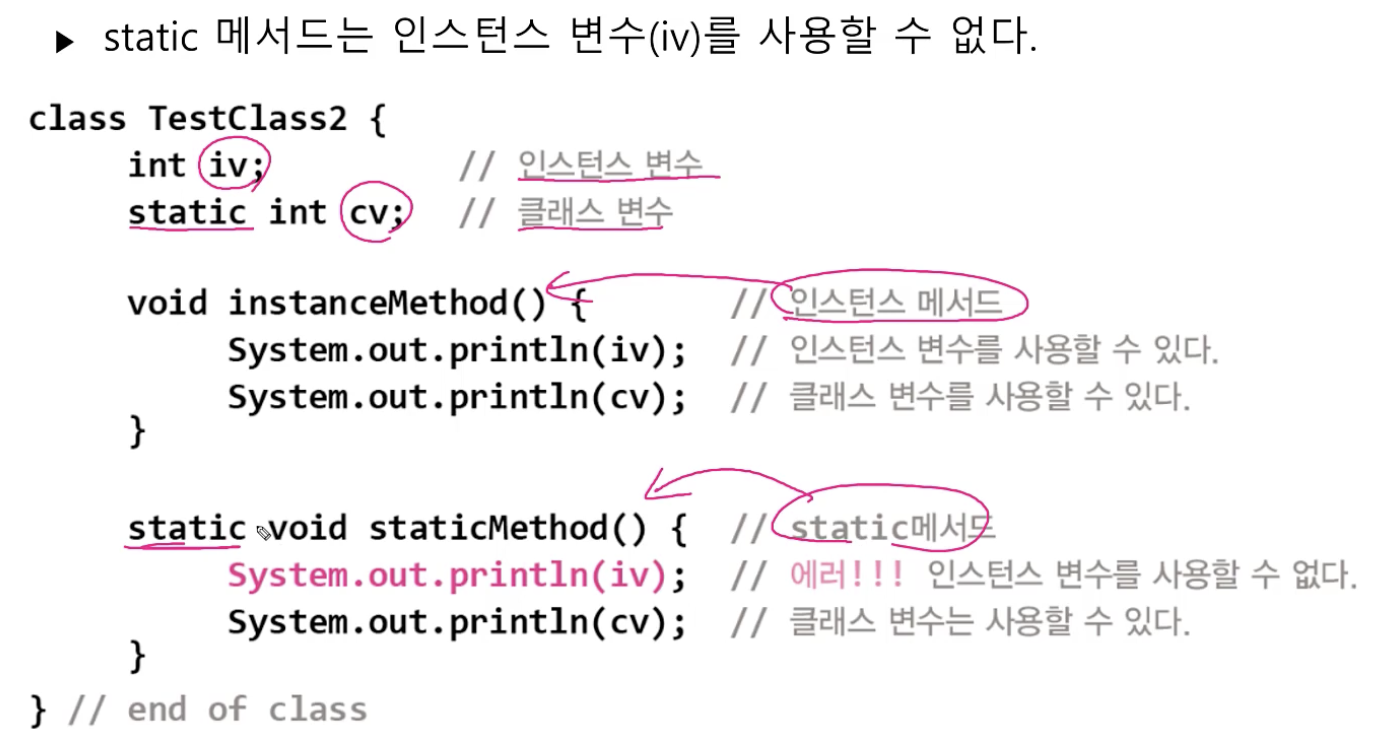 ▶ static 메서드는 인스턴스 변수(iv)를 사용할 수 없다.
class TestClass2 {
int iv; // 인스턴스 변수
static int cv; // 클래스 변수
void instanceMethod() { // 인스턴스 메서드
System.out.println(iv); // 인스턴스 변수를 사용할 수 있다.
System.out.println(cv); // 클래스 변수를 사용할 수 있다.
}
static void staticMethod() { // static메서드
System.out.println(iv); // 에러!!! 인스턴스 변수를 사용할 수 없다.
System.out.println(cv); // 클래스 변수는 사용할 수 있다.
}
} // end of class